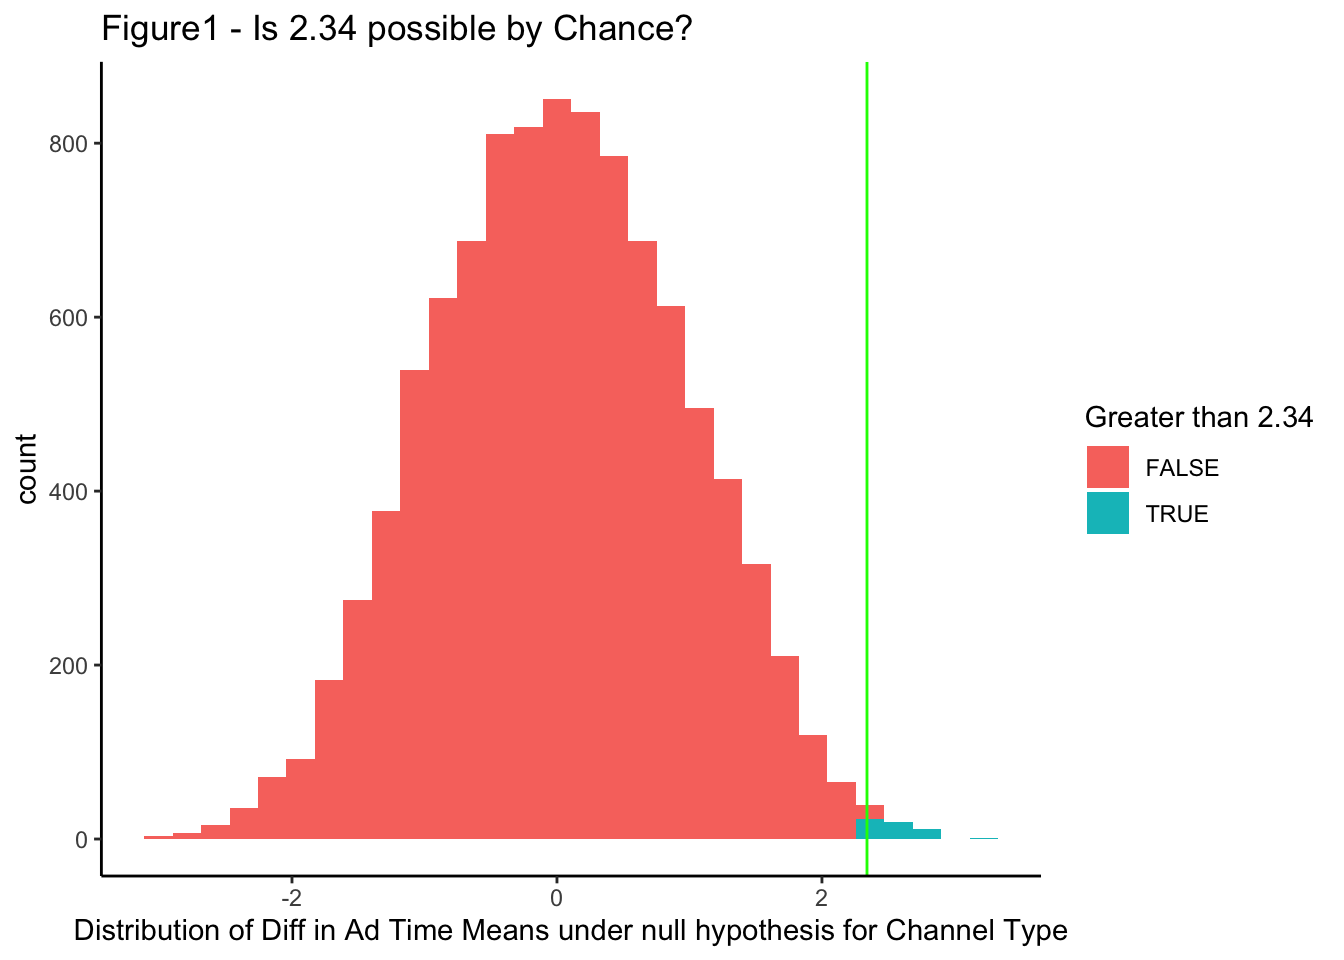 Figure1 - Is 2.34 possible by Chance?
800
600
400
200
0
count
-2
0
2
Distribution of Diff in Ad Time Means under null hypothesis for Channel Type
Greater than 2.34
FALSE
TRUE